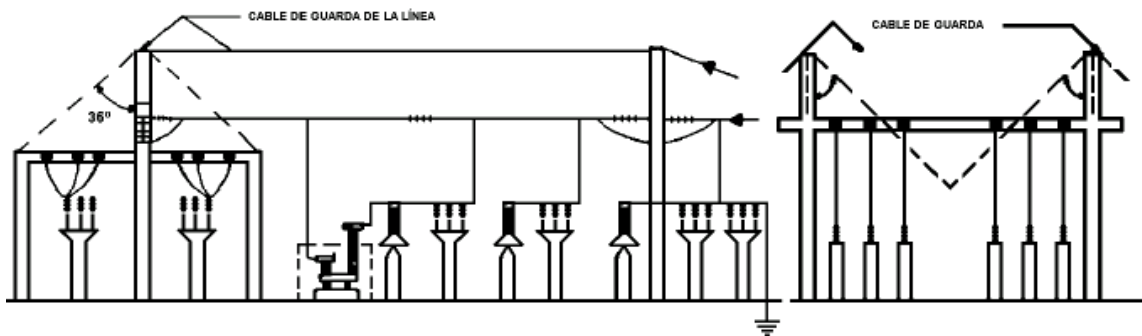 CABLE DE GUARDA DE LA LÍNEA
CABLE DE GUARDA
36º